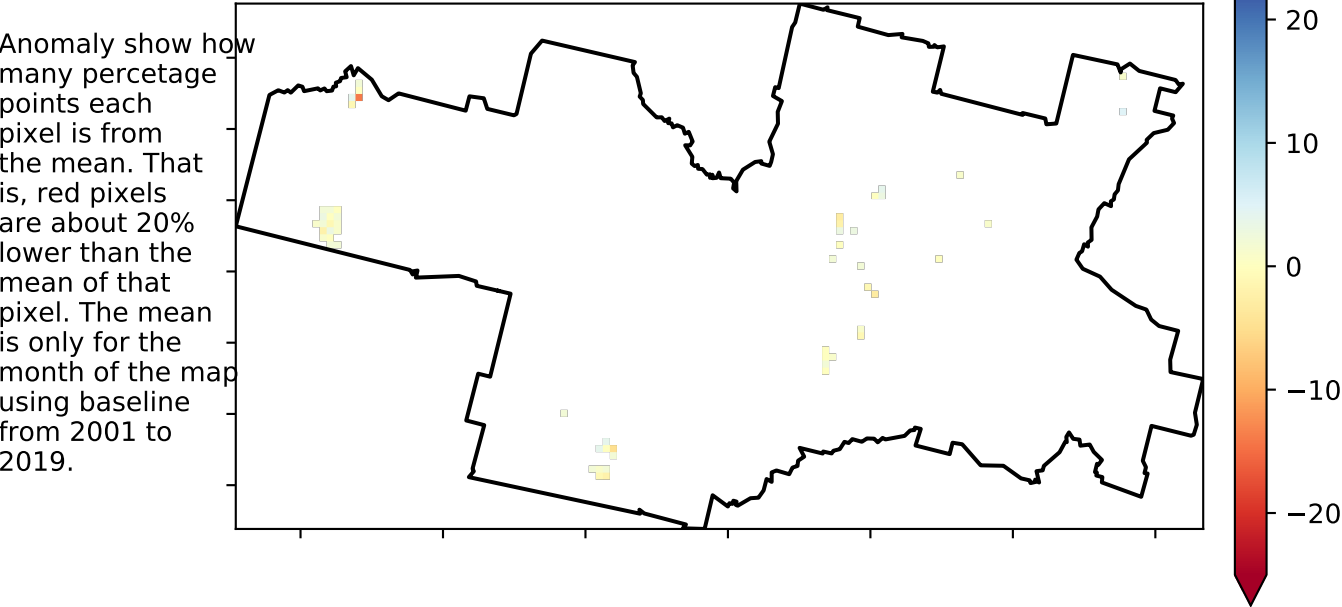 Anomaly show how
many percetage
points each
pixel is from
the mean. That
is, red pixels
are about 20%
lower than the
mean of that
pixel. The mean
is only for the
month of the map
using baseline
from 2001 to
2019.
20
10
0
−10
−20